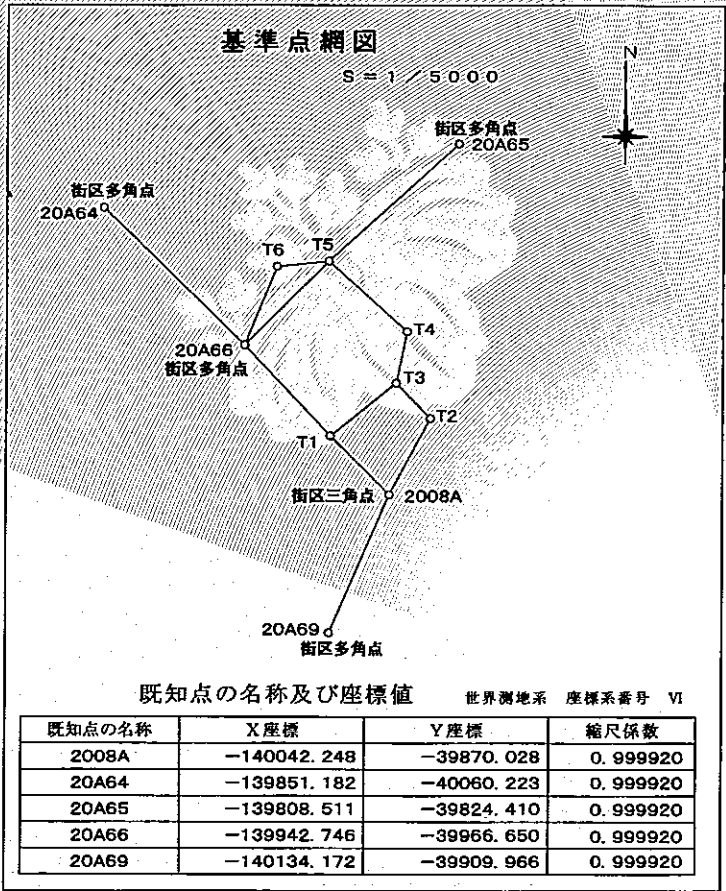 基準点網図
S=1/5000
N
街区多角点
20A65
街区多角点
20A64
T6
T5
T4
20A66
街区多角点
T3
T2
T1
街区三角点 2008A
20A69
街区多角点
既知点の名称及び座標値 世界測地系 座標系番号 VI
既知点の名称 X座標 Y座標 縮尺係数
2008A -140042.248 -39870.028 0.999920
20A64 -139851.182 -40060.223 0.999920
20A65 -139808.511 -39824.410 0.999920
20A66 -139942.746 -39966.650 0.999920
20A69 -140134.172 -39909.966 0.999920